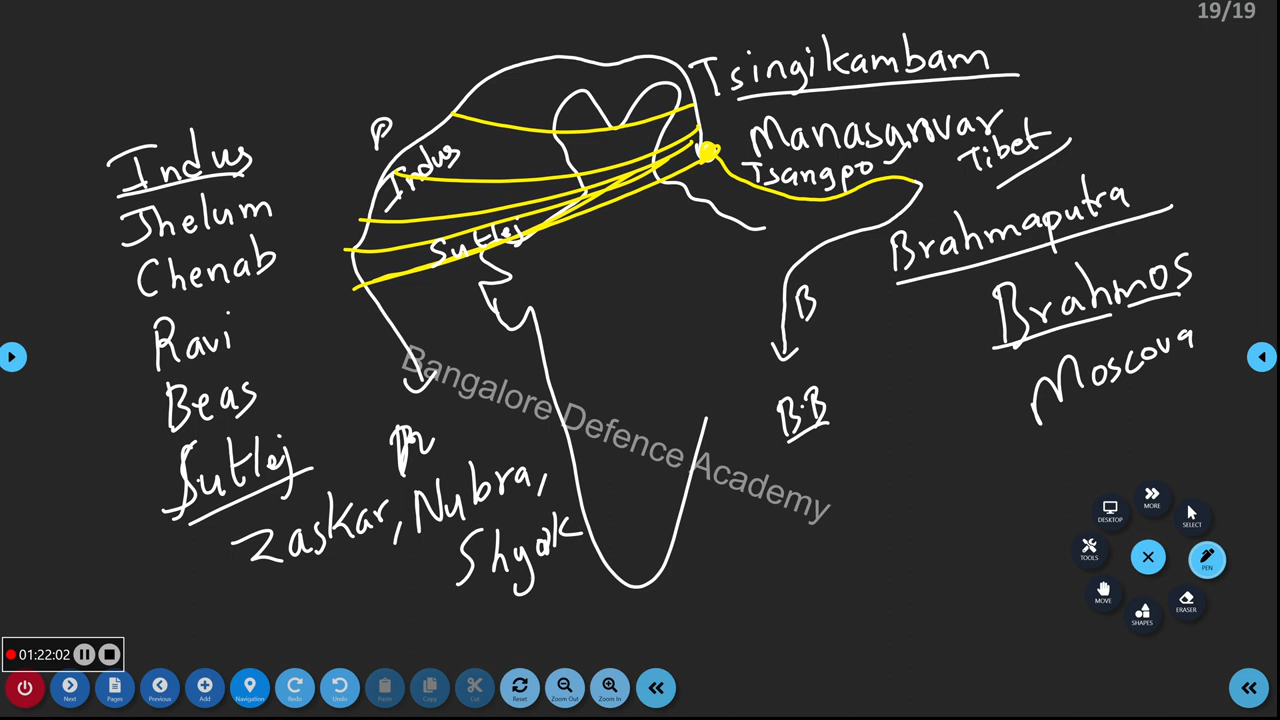 19/19
Tsingikambam
Manasarovar
Tsangpo
Tibet
Brahmaputra
Brahmos
Moscova
B
B.B
P
Indus
Sutlej
Indus
Jhelum
Chenab
Ravi
Beas
Sutlej
Zaskar, Nubra,
Shyok
Bangalore Defence Academy
DESKTOP
MORE
SELECT
TOOLS
PEN
MOVE
SHAPES
ERASER
01:22:02
Next
Pages
Previous
Add
Navigation
Redo
Undo
Paste
Copy
Cut
Reset
Zoom Out
Zoom In